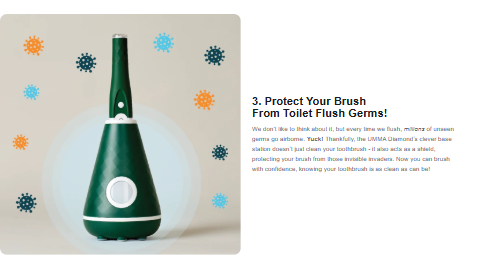 3. Protect Your Brush
From Toilet Flush Germs!
We don't like to think about it, but every time we flush, millions of unseen
germs go airborne. Yuck! Thankfully, the UMMA Diamond's clever base
station doesn't just clean your toothbrush - it also acts as a shield,
protecting your brush from those invisible invaders. Now you can brush
with confidence, knowing your toothbrush is as clean as can be!